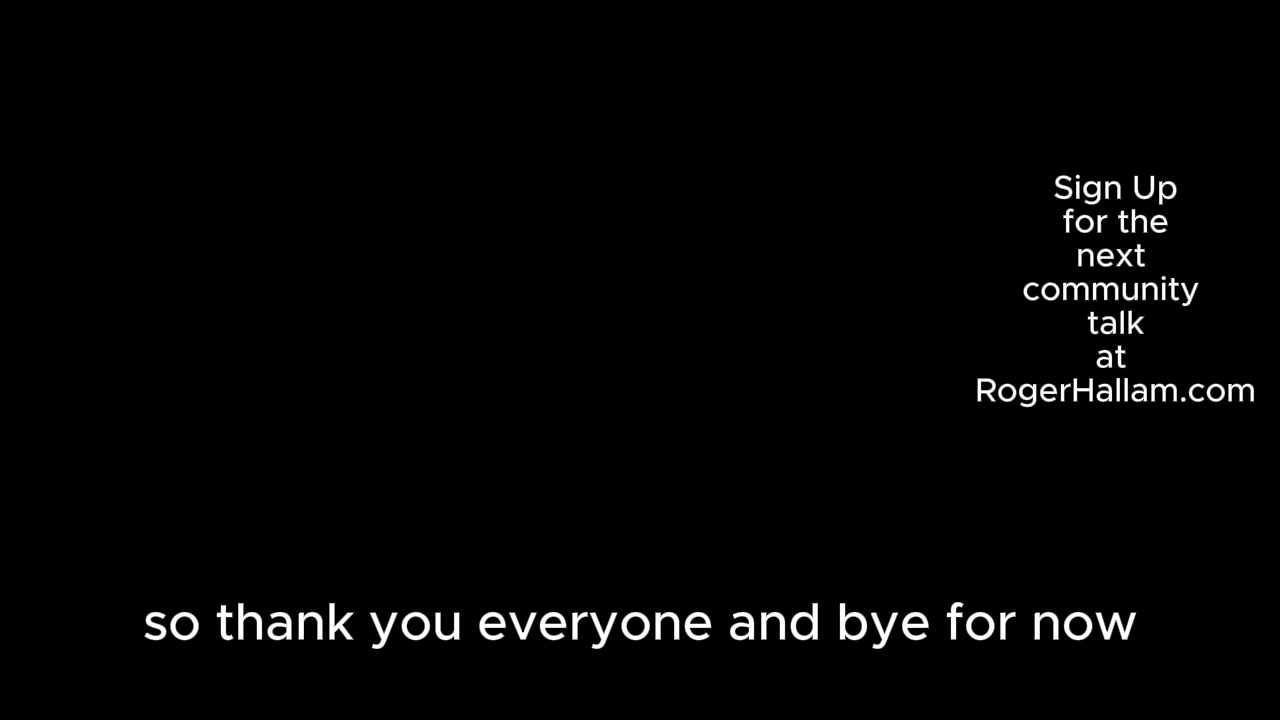 Sign Up
for the
next
community
talk
at
RogerHallam.com
so thank you everyone and bye for now